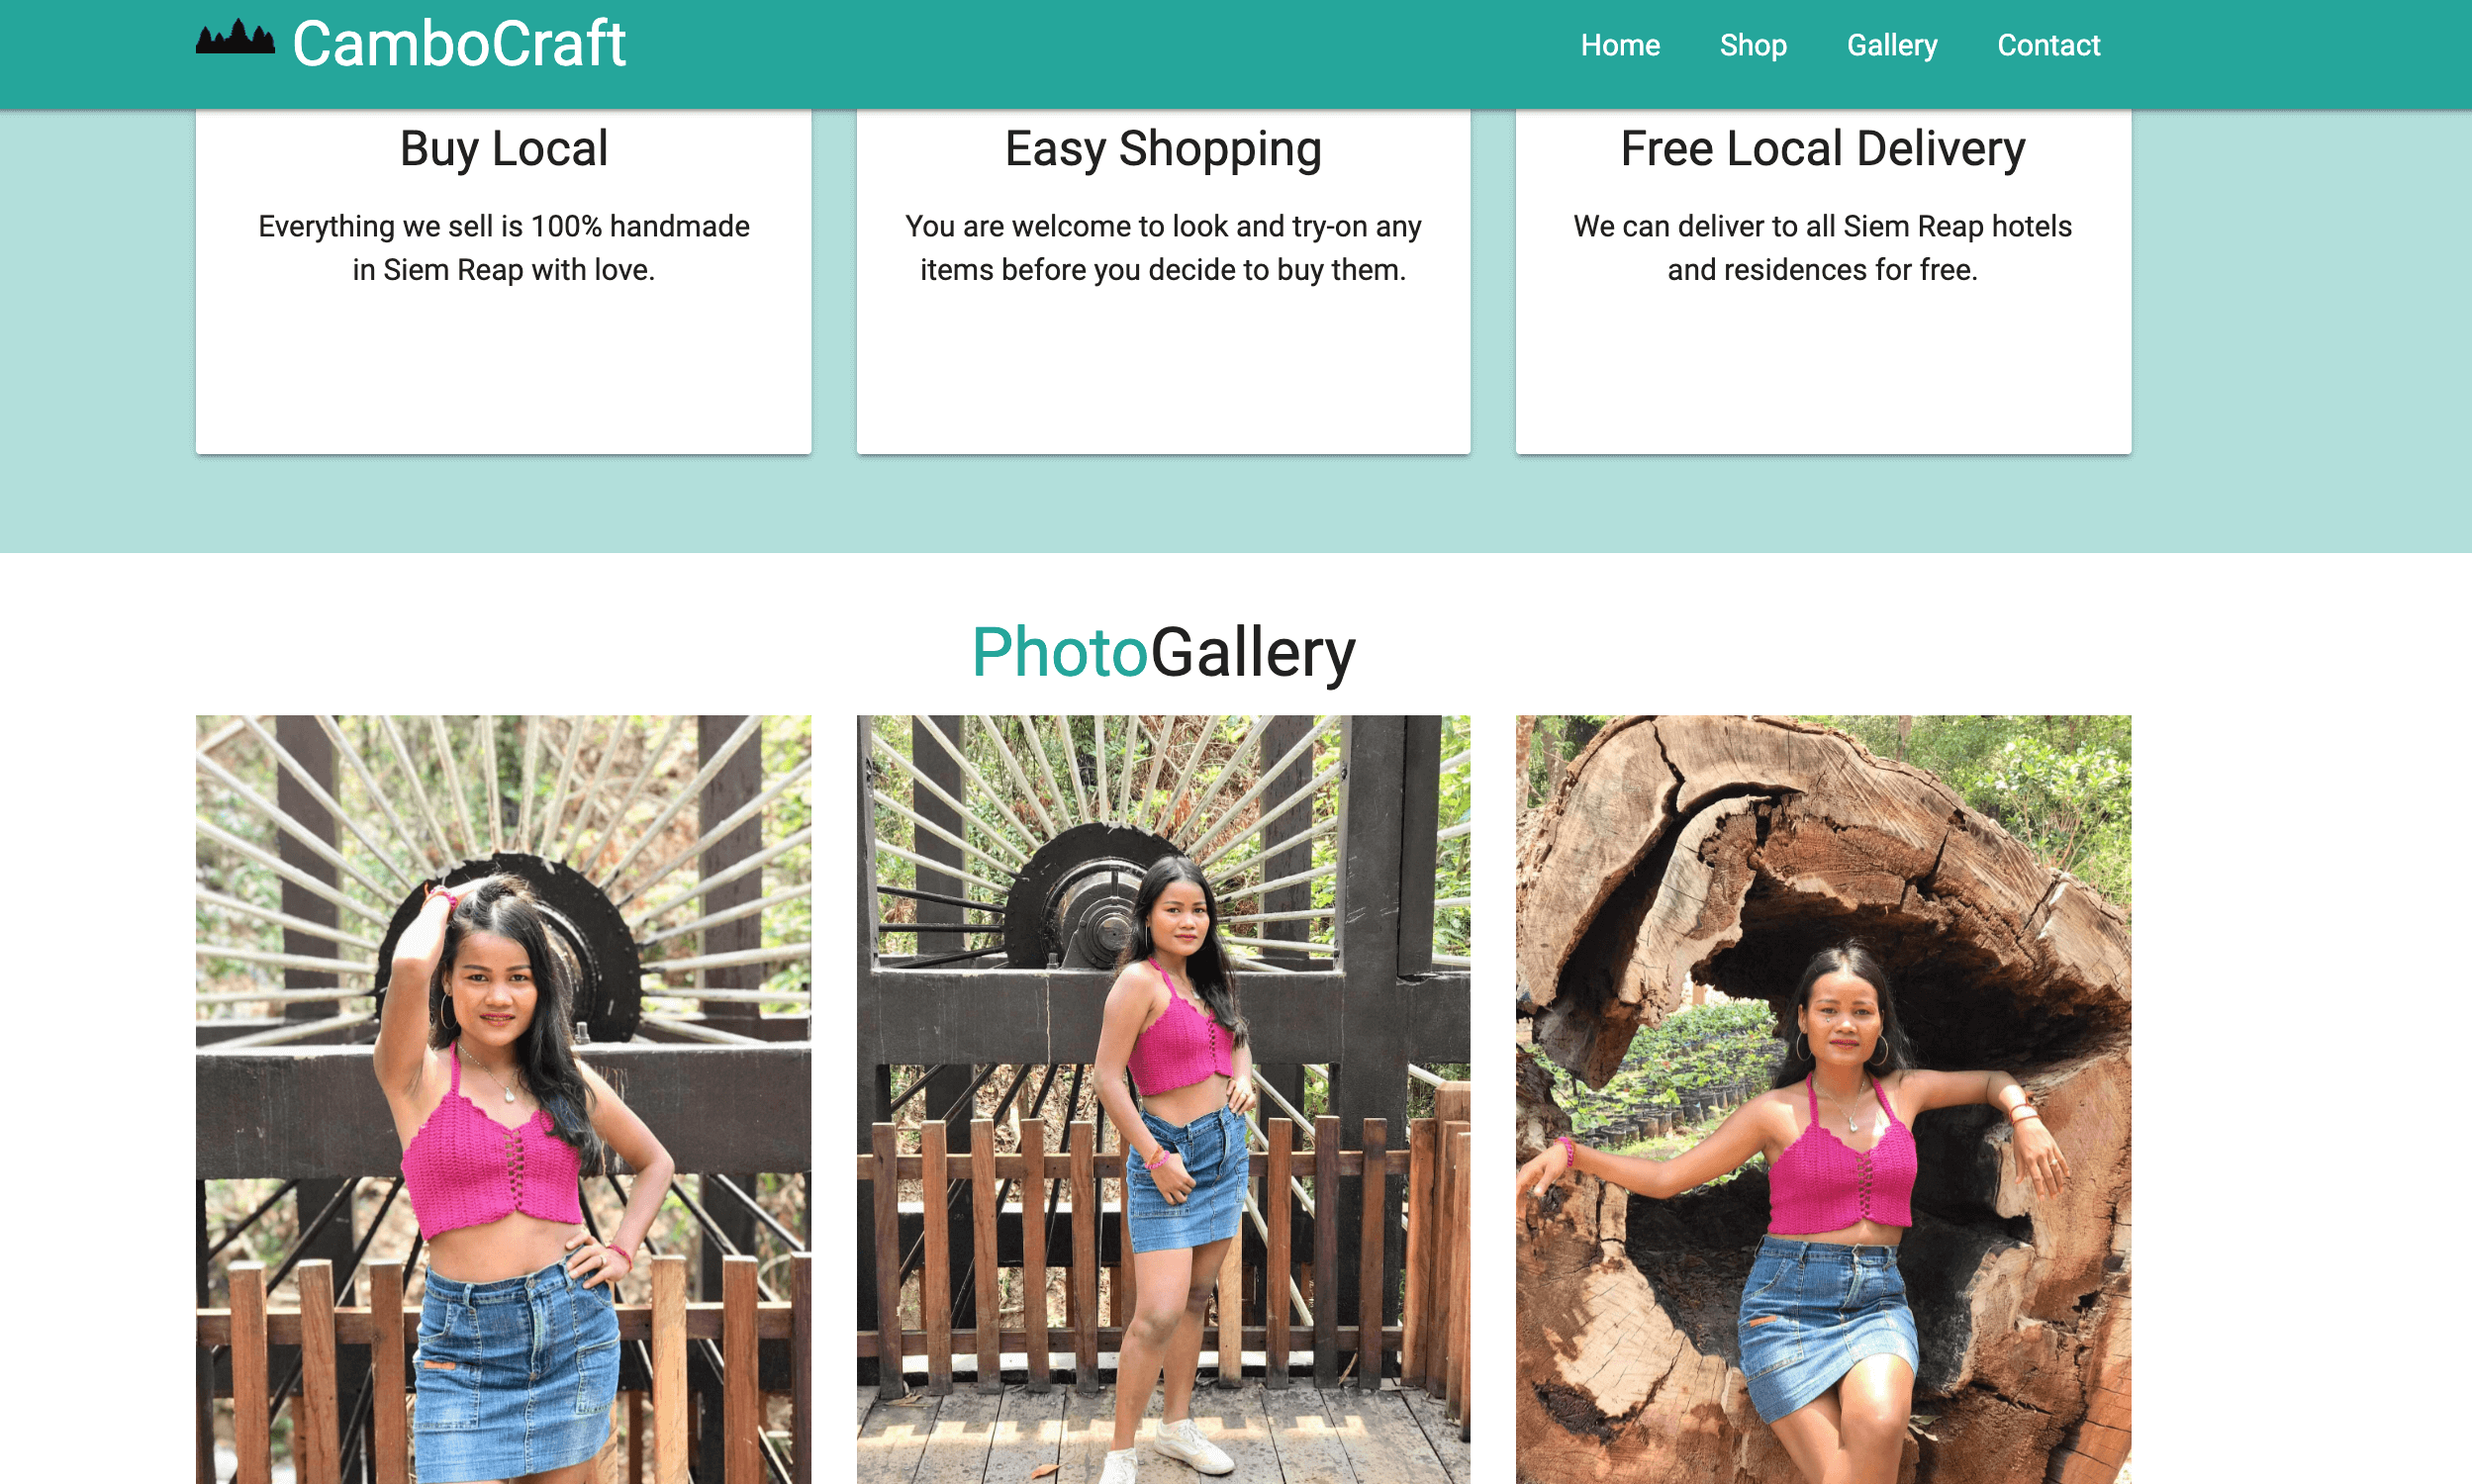 CamboCraft
Home
Shop
Gallery
Contact
Buy Local
Everything we sell is 100% handmade
in Siem Reap with love.
Easy Shopping
You are welcome to look and try-on any
items before you decide to buy them.
Free Local Delivery
We can deliver to all Siem Reap hotels
and residences for free.
PhotoGallery